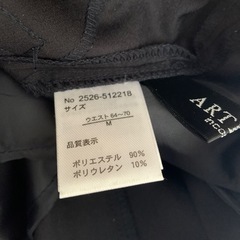 No 2526-512218
サイズ
ウエスト 64～70
M
品質表示
ポリエステル 90%
ポリウレタン 10%
ART